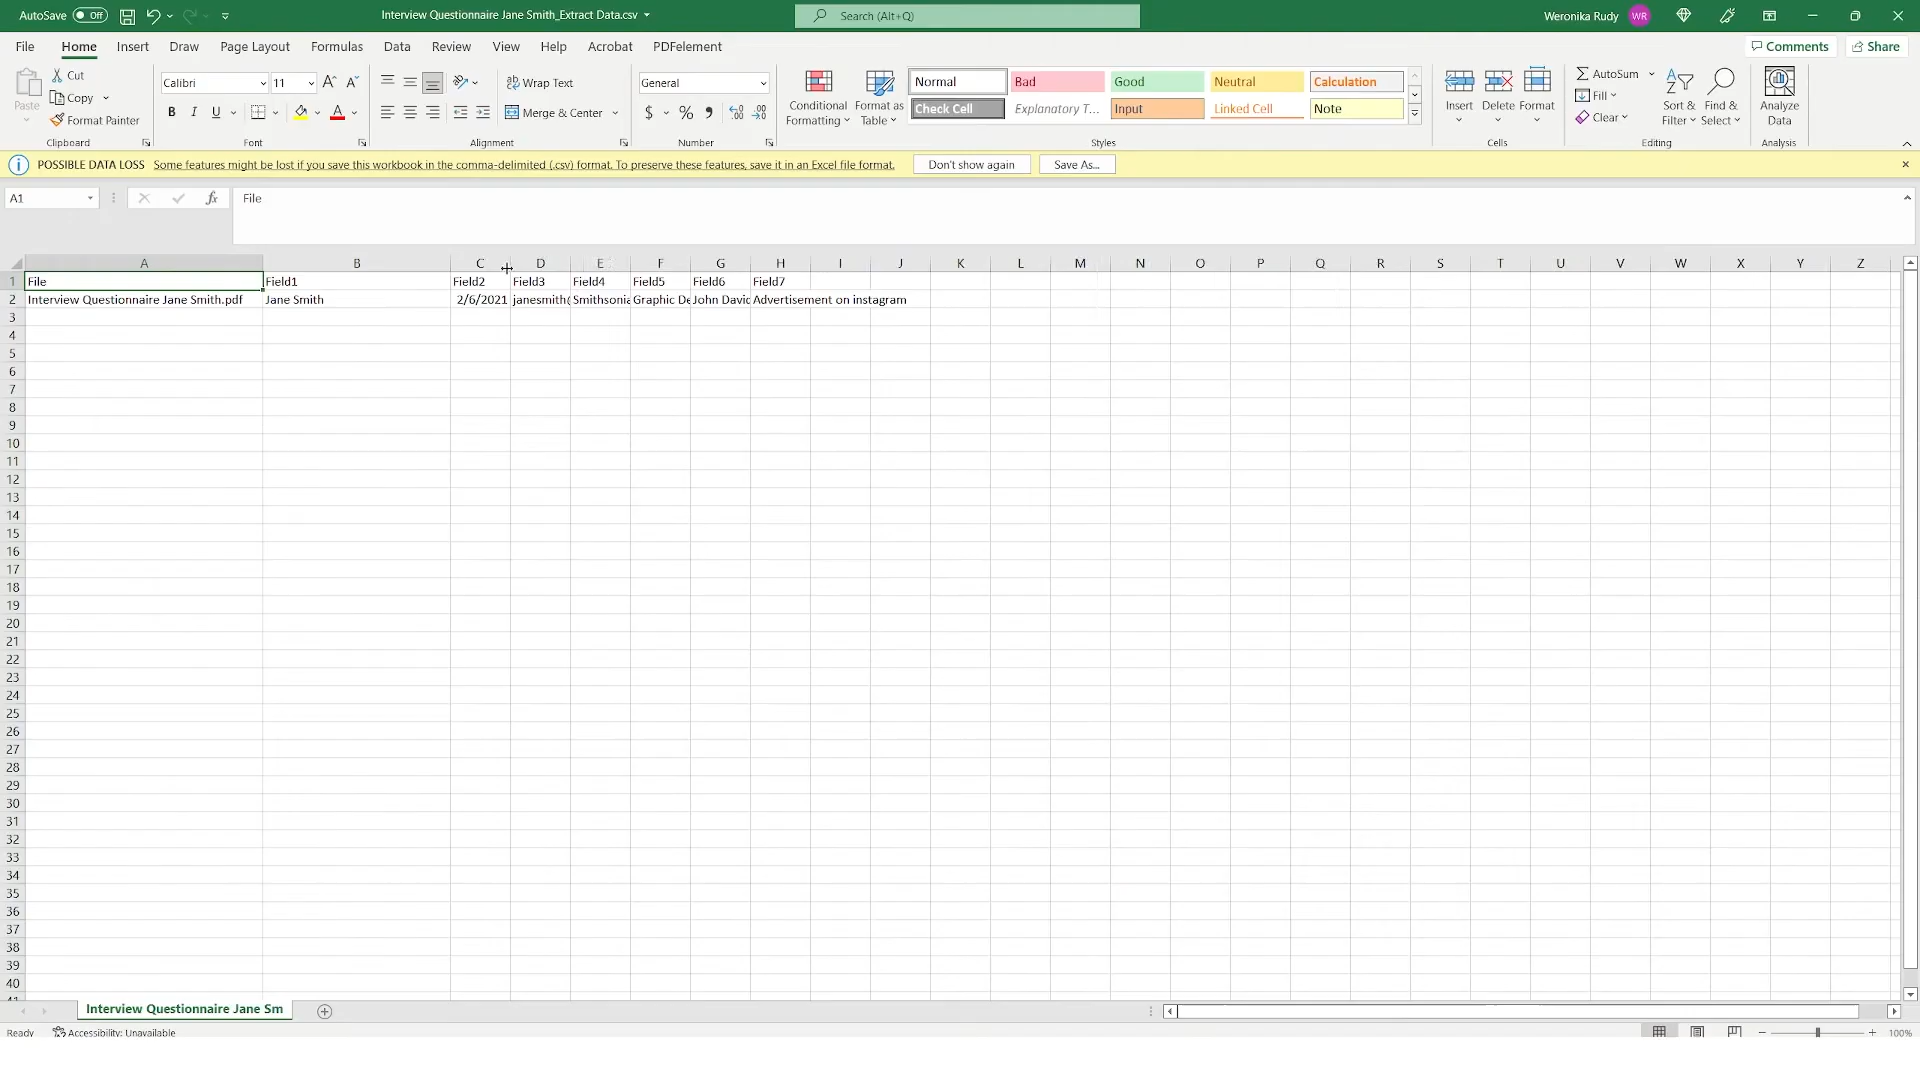 AutoSave Off Interview Questionnaire Jane Smith_Extract Data.csv Search (Alt+Q) Weronika Rudy WR
File Home Insert Draw Page Layout Formulas Data Review View Help Acrobat PDFelement Comments Share
Paste Cut Copy Format Painter Clipboard
Calibri 11 B I U Font
Wrap Text Merge & Center Alignment
General $ % Number
Conditional Formatting Format as Table
Normal Bad Good Neutral Calculation
Check Cell Explanatory T... Input Linked Cell Note
Styles
Insert Delete Format Cells
AutoSum Fill Clear Sort & Filter Find & Select Editing
Analyze Data Analysis
POSSIBLE DATA LOSS Some features might be lost if you save this workbook in the comma-delimited (.csv) format. To preserve these features, save it in an Excel file format. Don't show again Save As...
A1 fx File
A B C D E F G H I J K L M N O P Q R S T U V W X Y Z
1 File Field1 Field2 Field3 Field4 Field5 Field6 Field7
2 Interview Questionnaire Jane Smith.pdf Jane Smith 2/6/2021 janesmith( Smithsonia Graphic De John David Advertisement on instagram
3
4
5
6
7
8
9
10
11
12
13
14
15
16
17
18
19
20
21
22
23
24
25
26
27
28
29
30
31
32
33
34
35
36
37
38
39
40
Interview Questionnaire Jane Sm
Ready Accessibility: Unavailable 100%